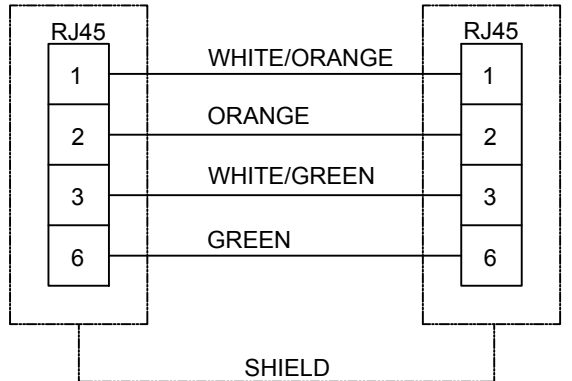 RJ45 RJ45
1 WHITE/ORANGE 1
2 ORANGE 2
3 WHITE/GREEN 3
6 GREEN 6
SHIELD